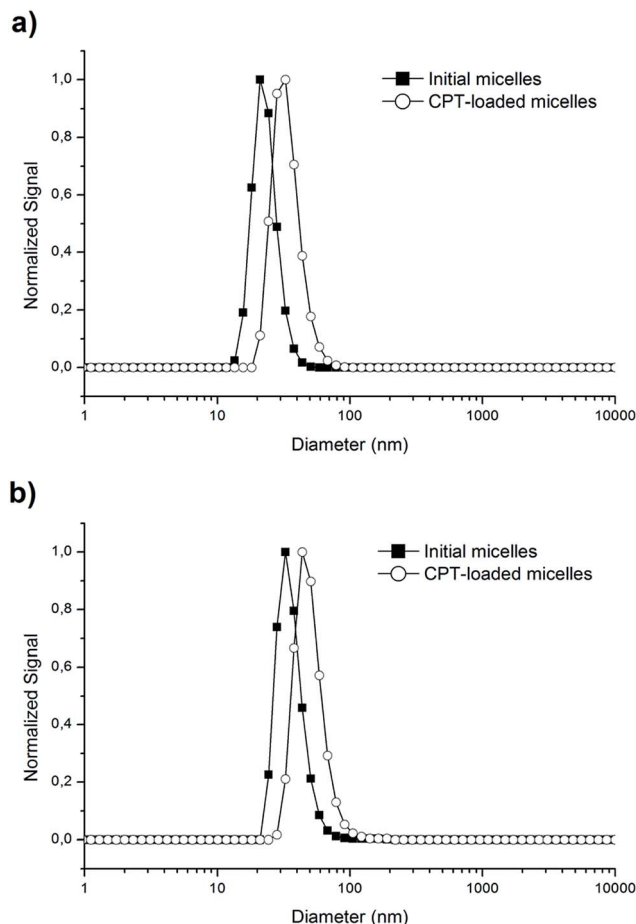 a)
1,0
0,8
0,6
0,4
0,2
0,0
Normalized Signal
Initial micelles
CPT-loaded micelles
1 10 100 1000 10000
Diameter (nm)
b)
1,0
0,8
0,6
0,4
0,2
0,0
Normalized Signal
Initial micelles
CPT-loaded micelles
1 10 100 1000 10000
Diameter (nm)